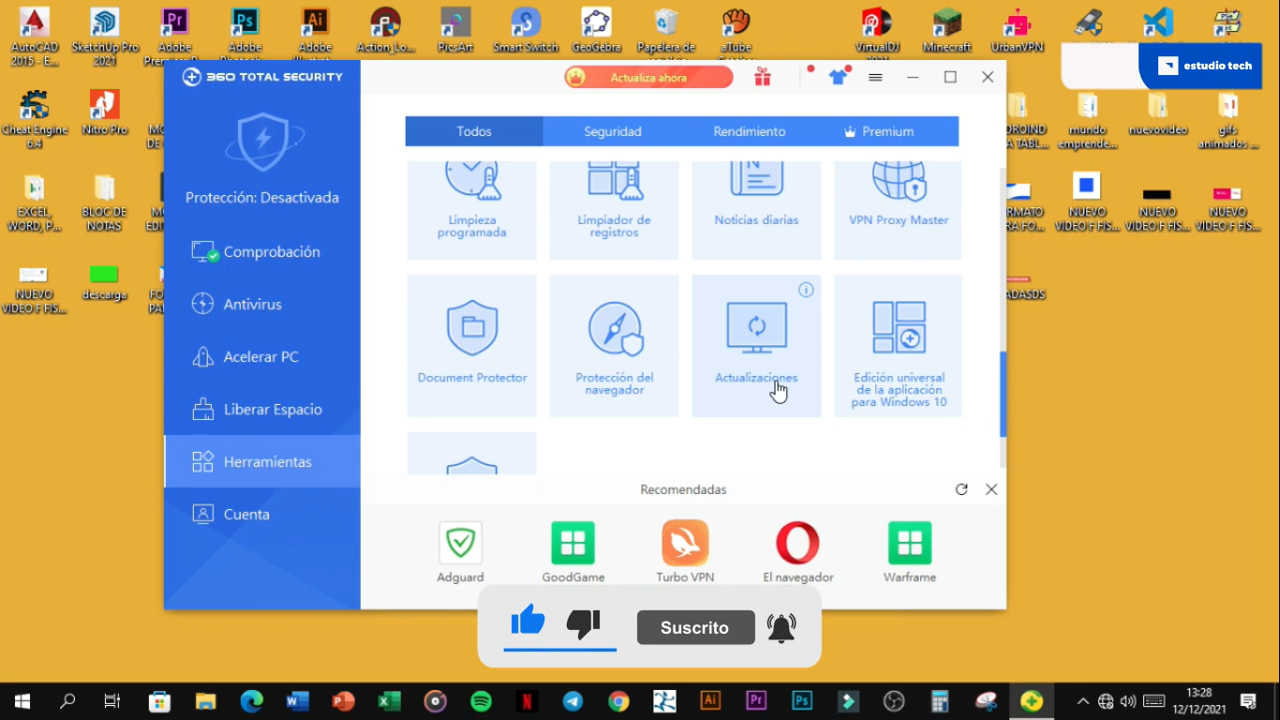 AutoCAD
2015 - E...
SketchUp Pro
2021
Adobe
Adobe
Adobe
Action_Lo...
PicsArt
Smart Switch
GeoGebra
Papelera de
aTube
VirtualDJ
Minecraft
UrbanVPN
estudio tech
360 TOTAL SECURITY
Actualiza ahora
Cheat Engine
6.4
Nitro Pro
mundo
emprende...
nuevovideo
gifs
animados ...
Todos
Seguridad
Rendimiento
Premium
Protección: Desactivada
EXCEL,
WORD, P...
BLOC DE
NOTAS
NUEVO
VIDEO F FIS...
NUEVO
VIDEO F FIS...
NUEVO
VIDEO F FIS...
Limpieza
programada
Limpiador de
registros
Noticias diarias
VPN Proxy Master
Comprobación
Antivirus
Acelerar PC
Liberar Espacio
Herramientas
Cuenta
NUEVO
VIDEO F FIS...
descarga
Document Protector
Protección del
navegador
Actualizaciones
Edición universal
de la aplicación
para Windows 10
Recomendadas
Adguard
GoodGame
Turbo VPN
El navegador
Warframe
Suscrito
13:28
12/12/2021